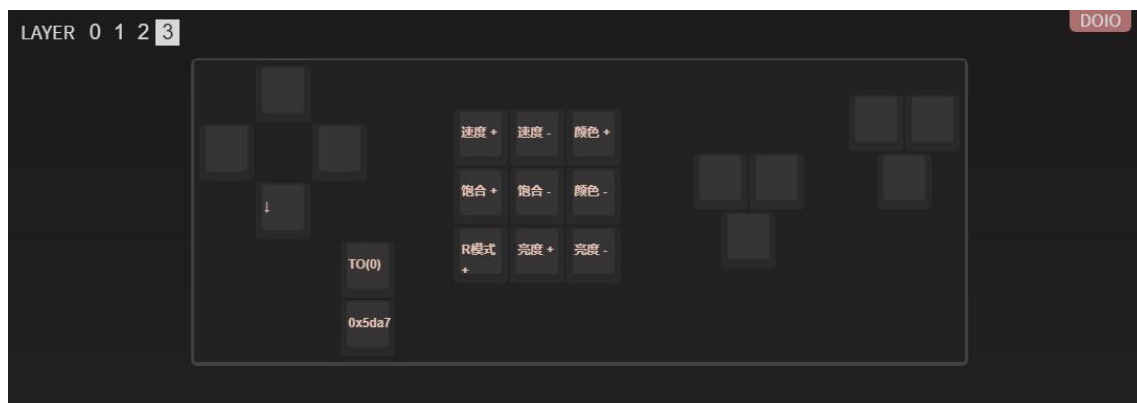 LAYER 0 1 2 3
DOIO
速度 + 速度 - 颜色 +
饱合 + 饱合 - 颜色 -
↓
R模式 + 亮度 + 亮度 -
TO(0)
0x5da7